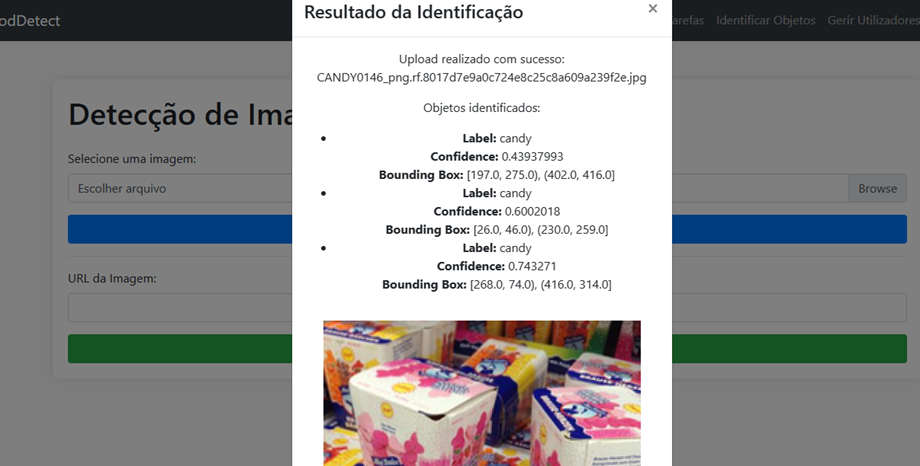 odDetect
Resultado da Identificação
×
arefas
Identificar Objetos
Gerir Utilizadores
Upload realizado com sucesso:
CANDY0146_png.rf.8017d7e9a0c724e8c25c8a609a239f2e.jpg
Objetos identificados:
Label: candy
Confidence: 0.43937993
Bounding Box: [197.0, 275.0), (402.0, 416.0]
Label: candy
Confidence: 0.6002018
Bounding Box: [26.0, 46.0), (230.0, 259.0]
Label: candy
Confidence: 0.743271
Bounding Box: [268.0, 74.0), (416.0, 314.0]
Detecção de Ima
Selecione uma imagem:
Escolher arquivo
Browse
URL da Imagem: